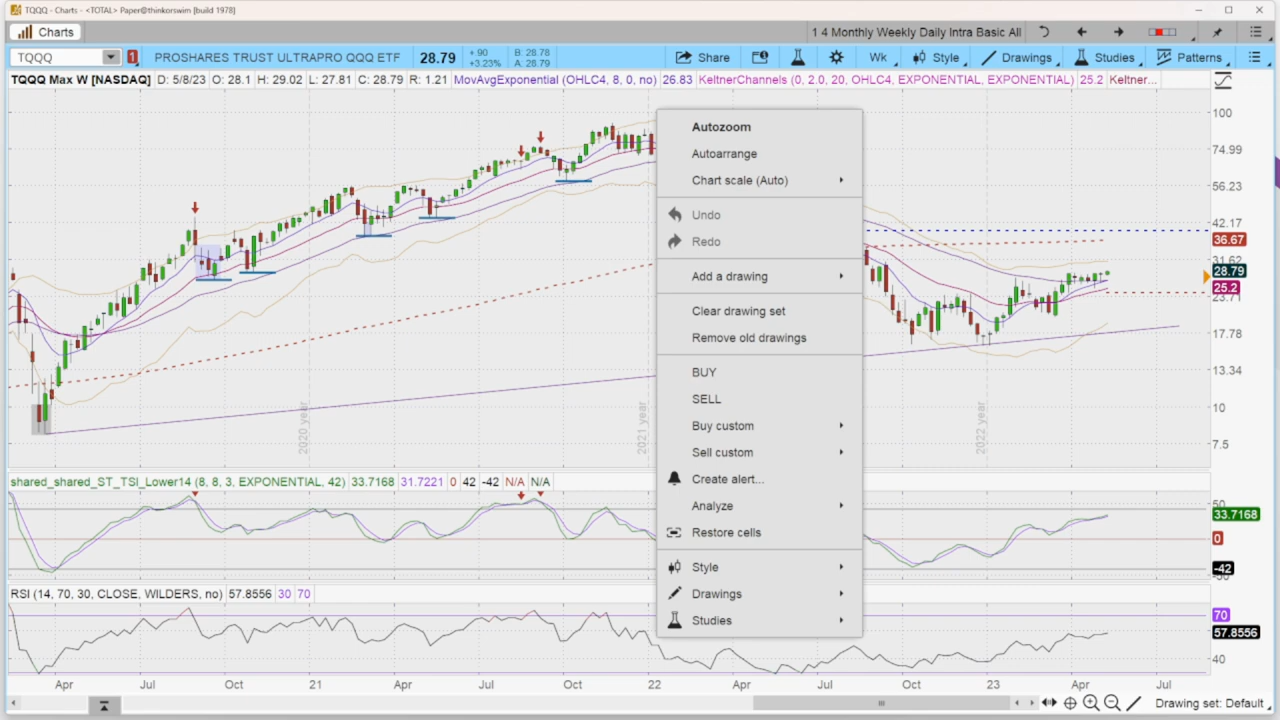 TQQQ - Charts - <TOTAL> Paper@thinkorswim [build 1978]
Charts
1 4 Monthly Weekly Daily Intra Basic All
TQQQ 1 PROSHARES TRUST ULTRAPRO QQQ ETF 28.79 +.90 +3.23% B: 28.78 A: 28.79 Share Wk Style Drawings Studies Patterns
TQQQ Max W [NASDAQ] D: 5/8/23 O: 28.1 H: 29.02 L: 27.81 C: 28.79 R: 1.21 MovAvgExponential (OHLC4, 8, 0, no) 26.83 KeltnerChannels (0, 2.0, 20, OHLC4, EXPONENTIAL, EXPONENTIAL) 25.2 Keltner...
100
74.99
56.23
42.17
36.67
31.62
28.79
25.2
23.71
17.78
13.34
10
7.5
2020 year
2021 year
2022 year
Autozoom
Autoarrange
Chart scale (Auto)
Undo
Redo
Add a drawing
Clear drawing set
Remove old drawings
BUY
SELL
Buy custom
Sell custom
Create alert...
Analyze
Restore cells
Style
Drawings
Studies
shared_shared_ST_TSI_Lower14 (8, 8, 3, EXPONENTIAL, 42) 33.7168 31.7221 0 42 -42 N/A N/A
50
33.7168
0
-42
RSI (14, 70, 30, CLOSE, WILDERS, no) 57.8556 30 70
70
57.8556
40
Apr Jul Oct 21 Apr Jul Oct 22 Apr Jul Oct 23 Apr Jul
Drawing set: Default